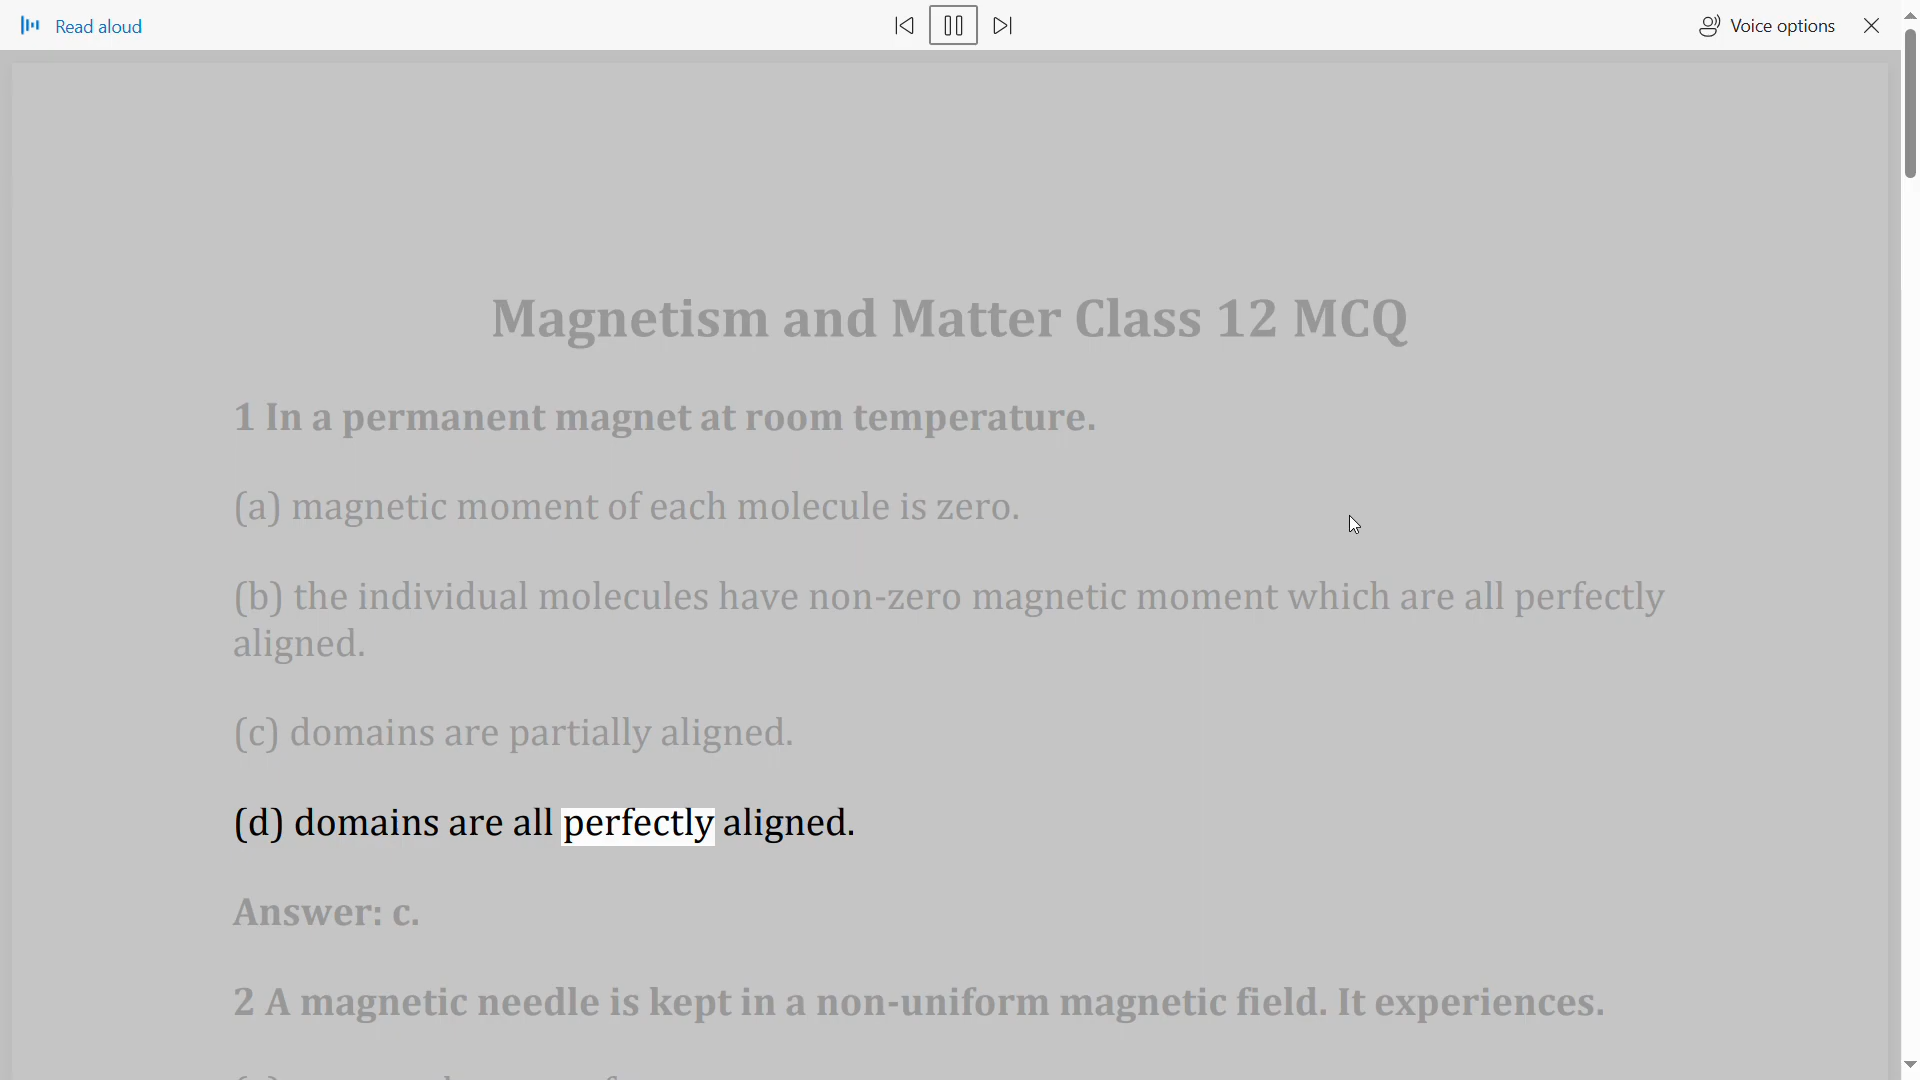 Read aloud
Voice options
Magnetism and Matter Class 12 MCQ
1 In a permanent magnet at room temperature.
(a) magnetic moment of each molecule is zero.
(b) the individual molecules have non-zero magnetic moment which are all perfectly
aligned.
(c) domains are partially aligned.
(d) domains are all perfectly aligned.
Answer: c.
2 A magnetic needle is kept in a non-uniform magnetic field. It experiences.